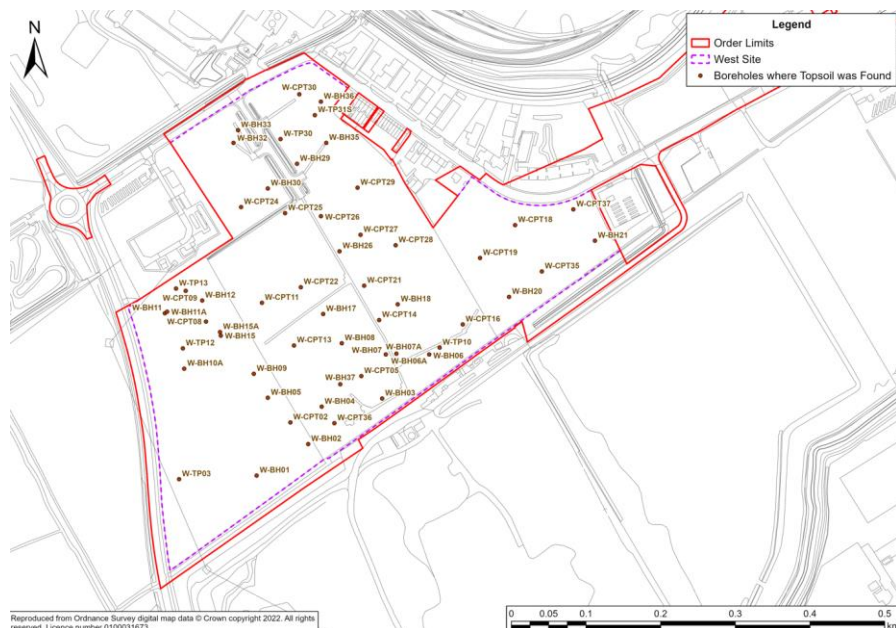 N
Legend
Order Limits
West Site
Boreholes where Topsoil was Found
W-CPT30
W-BH36
W-TP31S
W-BH33
W-BH32
W-TP30
W-BH35
W-BH29
W-BH30
W-CPT29
W-CPT24
W-CPT25
W-CPT26
W-CPT37
W-CPT18
W-CPT27
W-CPT28
W-BH26
W-BH21
W-CPT19
W-CPT35
W-TP13
W-CPT09
W-BH12
W-CPT22
W-CPT21
W-BH20
W-BH11
W-BH11A
W-CPT11
W-BH18
W-CPT08
W-BH17
W-CPT14
W-CPT16
W-BH15A
W-BH15
W-TP12
W-CPT13
W-BH08
W-BH07
W-BH07A
W-TP10
W-BH06
W-BH06A
W-BH10A
W-BH09
W-CPT05
W-BH37
W-BH05
W-BH03
W-BH04
W-CPT02
W-CPT36
W-BH02
W-BH01
W-TP03
Reproduced from Ordnance Survey digital map data © Crown copyright 2022. All rights
reserved. Licence number 0100031673
0 0.05 0.1 0.2 0.3 0.4 0.5